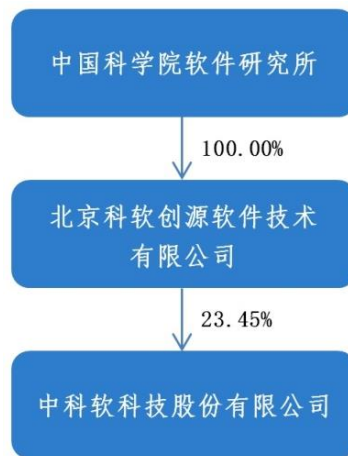 中国科学院软件研究所
100.00%
北京科软创源软件技术
有限公司
23.45%
中科软科技股份有限公司